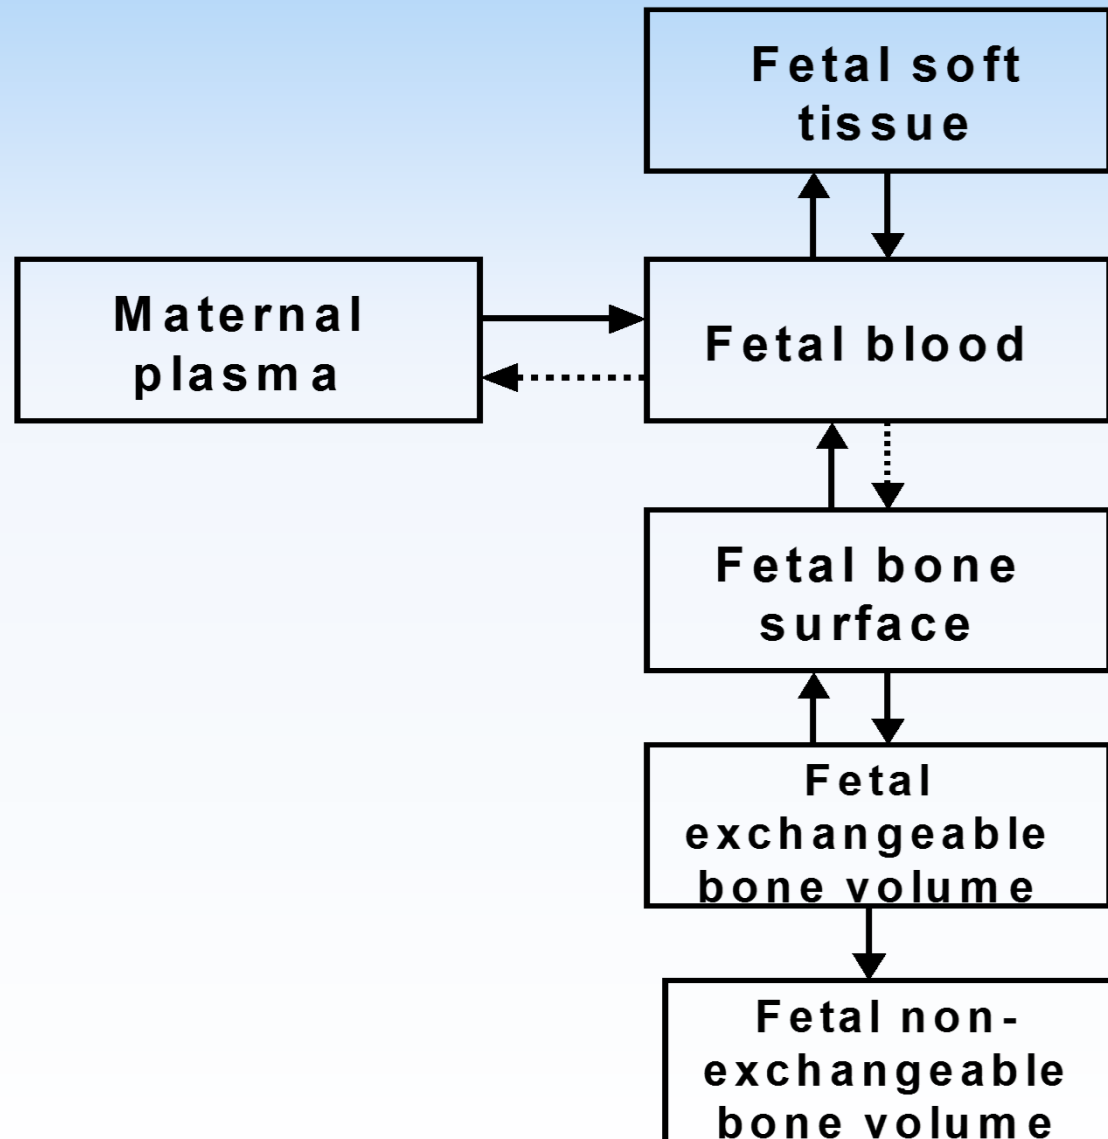 Fetal soft
tissue
Maternal
plasma
Fetal blood
Fetal bone
surface
Fetal
exchangeable
bone volume
Fetal non-
exchangeable
bone volume